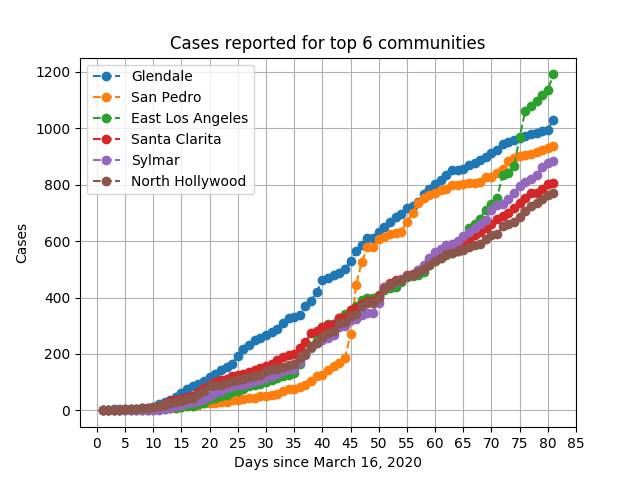 Cases reported for top 6 communities
Glendale
San Pedro
East Los Angeles
Santa Clarita
Sylmar
North Hollywood
Cases
1200
1000
800
600
400
200
0
0 5 10 15 20 25 30 35 40 45 50 55 60 65 70 75 80 85
Days since March 16, 2020